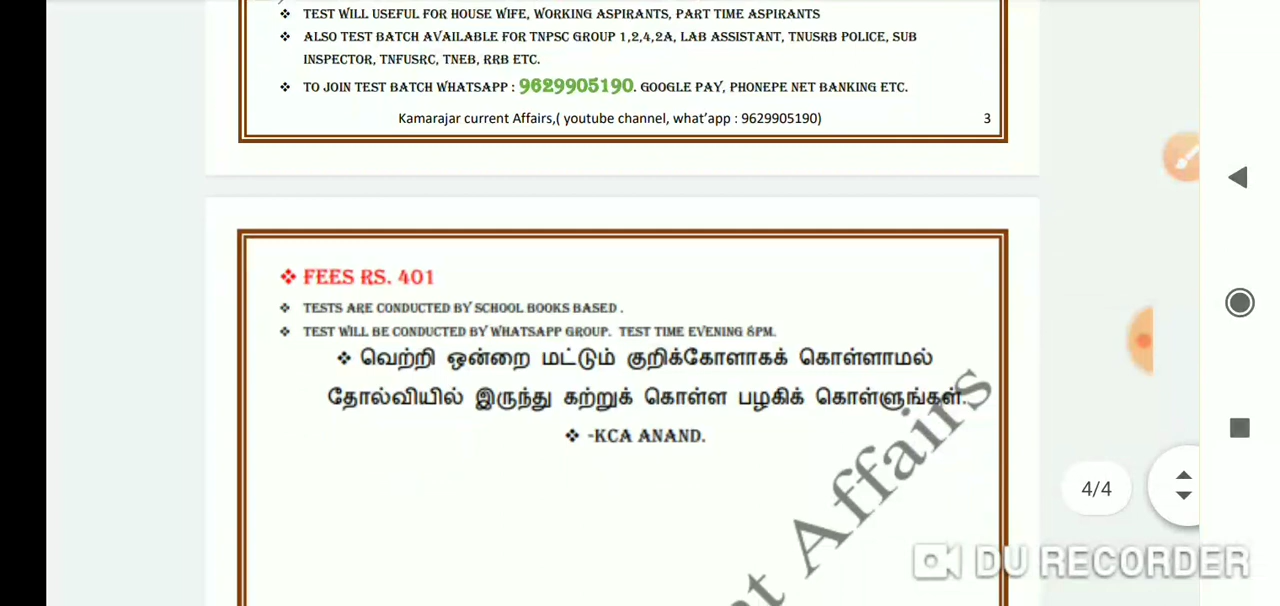 ❖ TEST WILL USEFUL FOR HOUSE WIFE, WORKING ASPIRANTS, PART TIME ASPIRANTS
❖ ALSO TEST BATCH AVAILABLE FOR TNPSC GROUP 1,2,4,2A, LAB ASSISTANT, TNUSRB POLICE, SUB
INSPECTOR, TNFUSRC, TNEB, RRB ETC.
❖ TO JOIN TEST BATCH WHATSAPP : 9629905190. GOOGLE PAY, PHONEPE NET BANKING ETC.
Kamarajar current Affairs,( youtube channel, what'app : 9629905190) 3
❖ FEES RS. 401
❖ TESTS ARE CONDUCTED BY SCHOOL BOOKS BASED .
❖ TEST WILL BE CONDUCTED BY WHATSAPP GROUP. TEST TIME EVENING 8PM.
❖ வெற்றி ஒன்றை மட்டும் குறிக்கோளாகக் கொள்ளாமல்
தோல்வியில் இருந்து கற்றுக் கொள்ள பழகிக் கொள்ளுங்கள்.
❖ -KCA ANAND.
4/4
Affairs
DU RECORDER